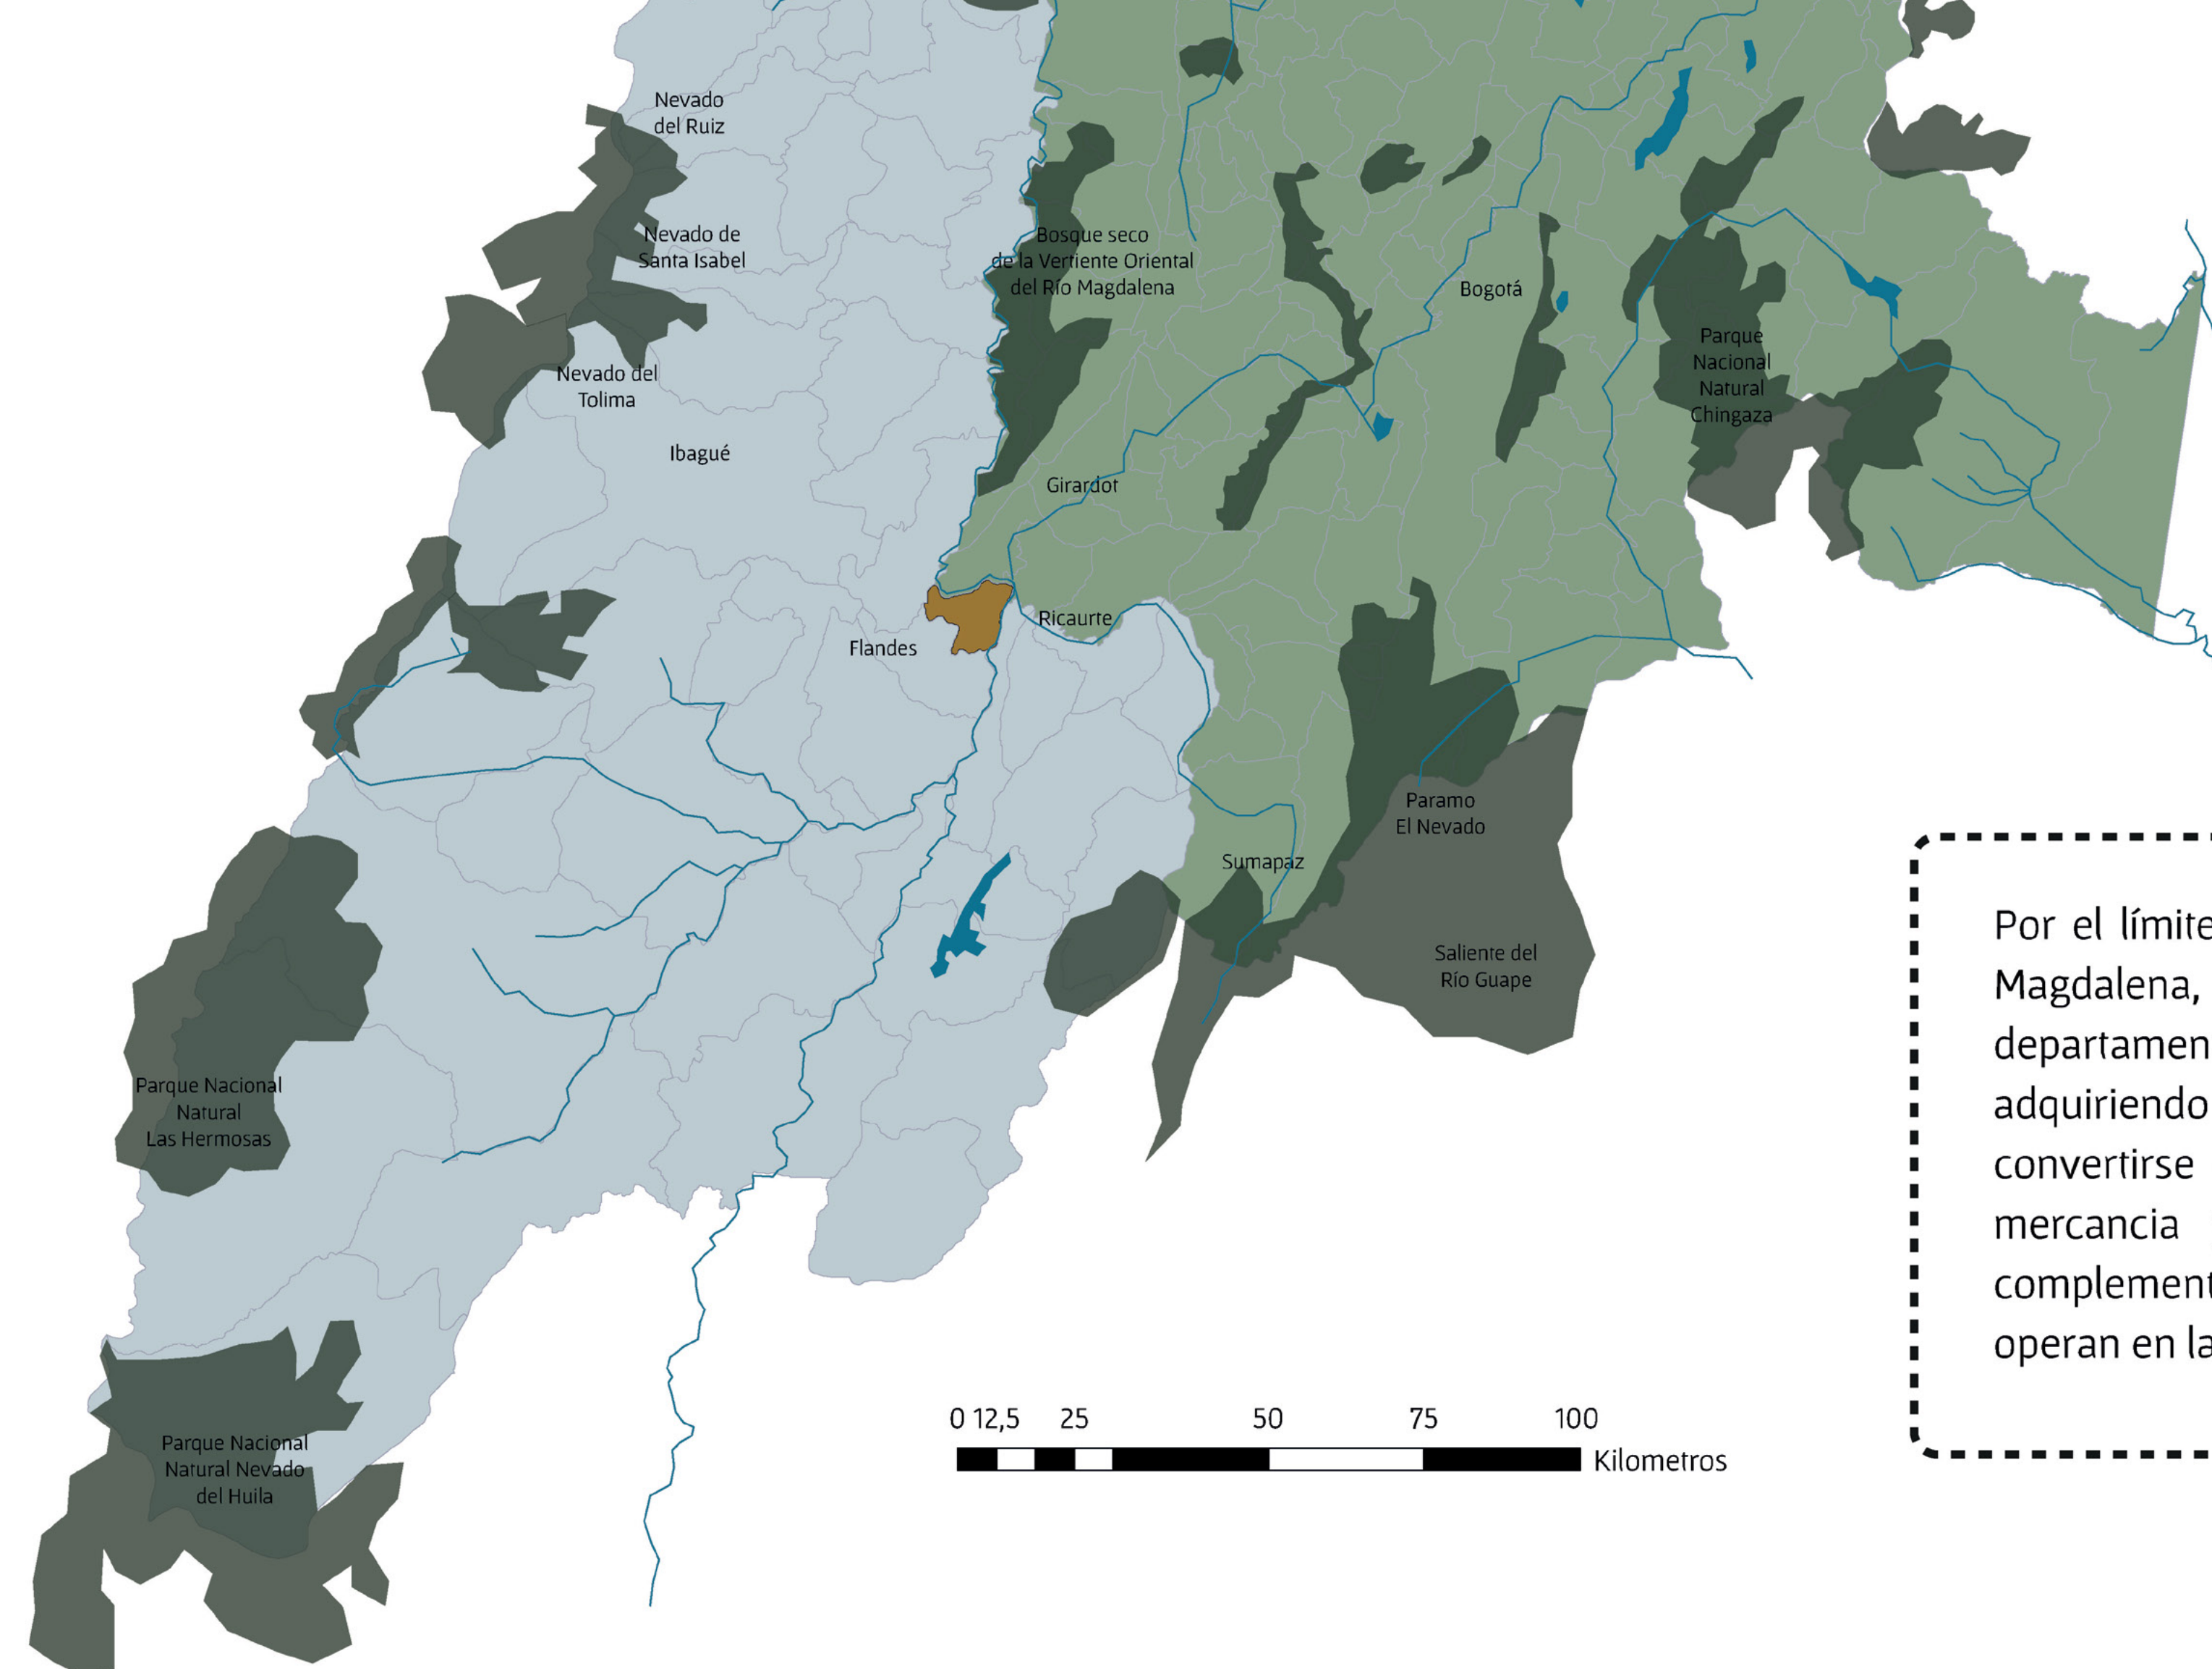 Nevado
del Ruiz
Nevado de
Santa Isabel
Nevado del
Tolima
Ibagué
Bosque seco
de la Vertiente Oriental
del Río Magdalena
Bogotá
Parque
Nacional
Natural
Chingaza
Girardot
Ricaurte
Flandes
Paramo
El Nevado
Sumapaz
Saliente del
Río Guape
Parque Nacional
Natural
Las Hermosas
Parque Nacional
Natural Nevado
del Huila
0 12,5 25 50 75 100
Kilometros
Por el límite
Magdalena,
departamen
adquiriendo
convertirse
mercancia
complement
operan en la